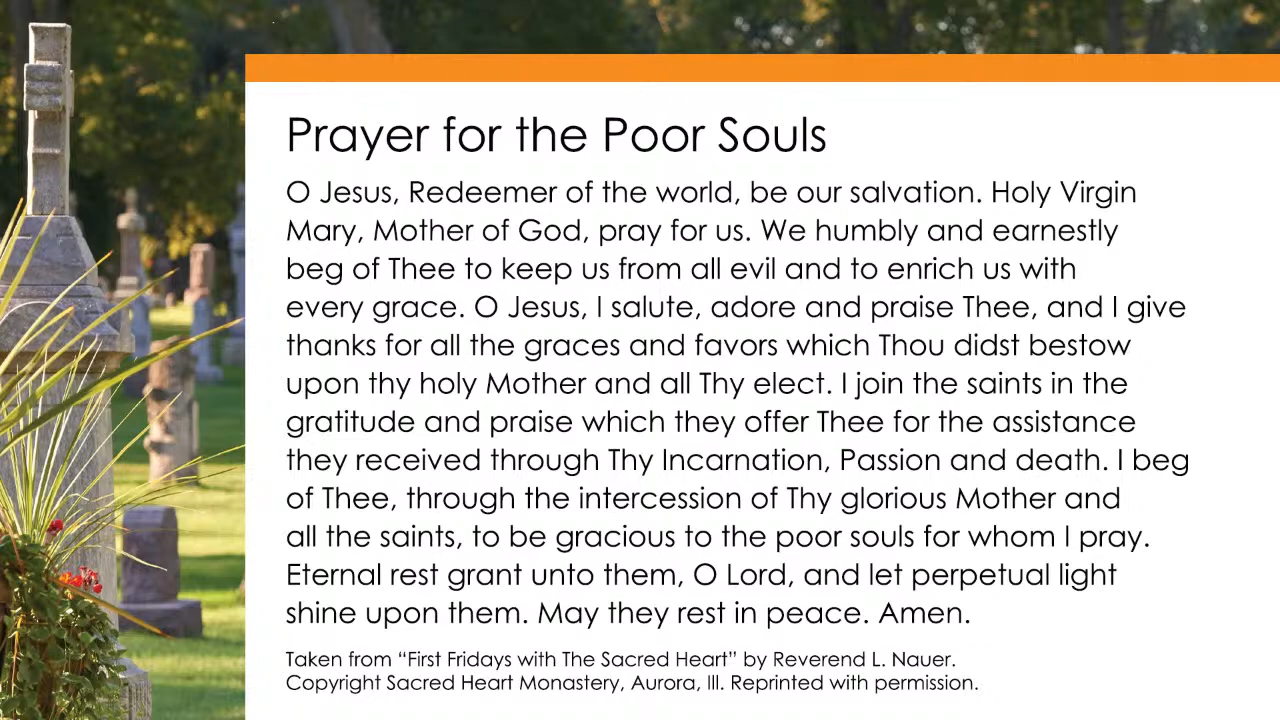 Prayer for the Poor Souls
O Jesus, Redeemer of the world, be our salvation. Holy Virgin
Mary, Mother of God, pray for us. We humbly and earnestly
beg of Thee to keep us from all evil and to enrich us with
every grace. O Jesus, I salute, adore and praise Thee, and I give
thanks for all the graces and favors which Thou didst bestow
upon thy holy Mother and all Thy elect. I join the saints in the
gratitude and praise which they offer Thee for the assistance
they received through Thy Incarnation, Passion and death. I beg
of Thee, through the intercession of Thy glorious Mother and
all the saints, to be gracious to the poor souls for whom I pray.
Eternal rest grant unto them, O Lord, and let perpetual light
shine upon them. May they rest in peace. Amen.
Taken from “First Fridays with The Sacred Heart” by Reverend L. Nauer.
Copyright Sacred Heart Monastery, Aurora, Ill. Reprinted with permission.